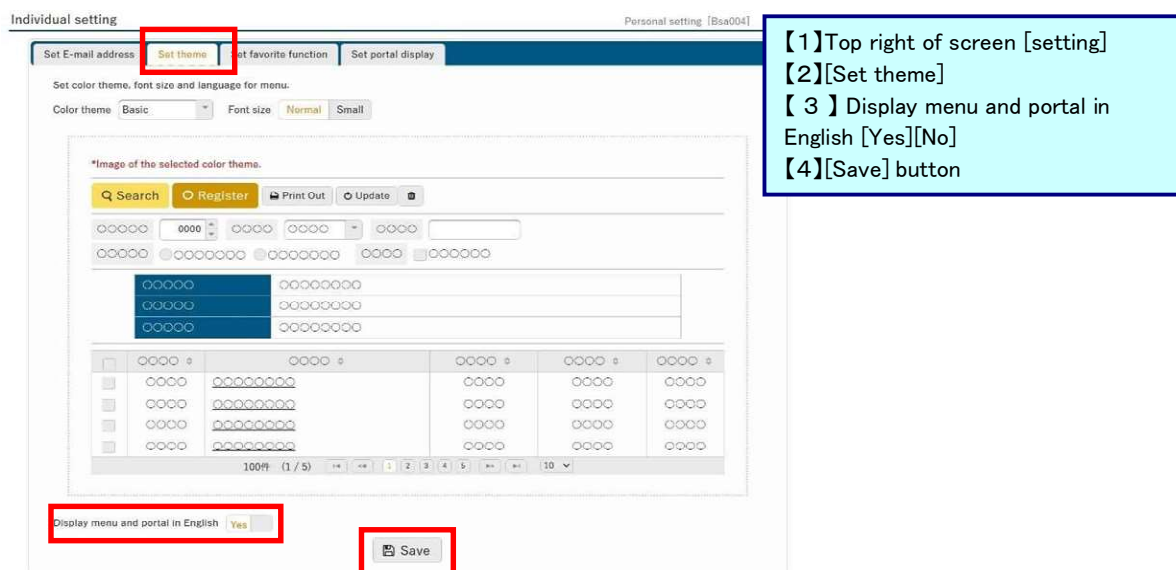 Individual setting
Personal setting [Bsa004]
Set E-mail address Set theme Set favorite function Set portal display
Set color theme, font size and language for menu.
Color theme Basic Font size Normal Small
*Image of the selected color theme.
Search Register Print Out Update
○○○○○ 0000 ○○○○ ○○○○ ○○○○
○○○○○ ○○○○○○○ ○○○○○○○ ○○○○ ○○○○○○
○○○○○ ○○○○○○○○
○○○○○ ○○○○○○○○
○○○○○ ○○○○○○○○
○○○○ ○○○○ ○○○○ ○○○○ ○○○○
○○○○ ○○○○○○○○ ○○○○ ○○○○ ○○○○
○○○○ ○○○○○○○○ ○○○○ ○○○○ ○○○○
○○○○ ○○○○○○○○ ○○○○ ○○○○ ○○○○
○○○○ ○○○○○○○○ ○○○○ ○○○○ ○○○○
100件 (1 / 5) 1 2 3 4 5 10
Display menu and portal in English Yes
Save
【1】Top right of screen [setting]
【2】[Set theme]
【 3 】 Display menu and portal in
English [Yes][No]
【4】[Save] button